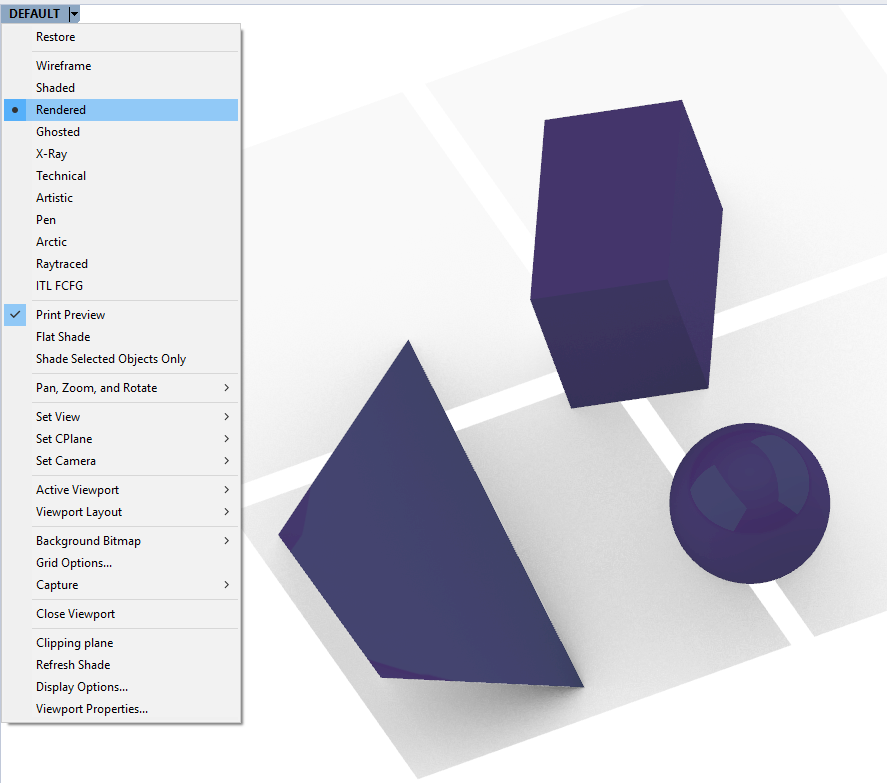 DEFAULT
Restore
Wireframe
Shaded
Rendered
Ghosted
X-Ray
Technical
Artistic
Pen
Arctic
Raytraced
ITL FCFG
Print Preview
Flat Shade
Shade Selected Objects Only
Pan, Zoom, and Rotate
Set View
Set CPlane
Set Camera
Active Viewport
Viewport Layout
Background Bitmap
Grid Options...
Capture
Close Viewport
Clipping plane
Refresh Shade
Display Options...
Viewport Properties...